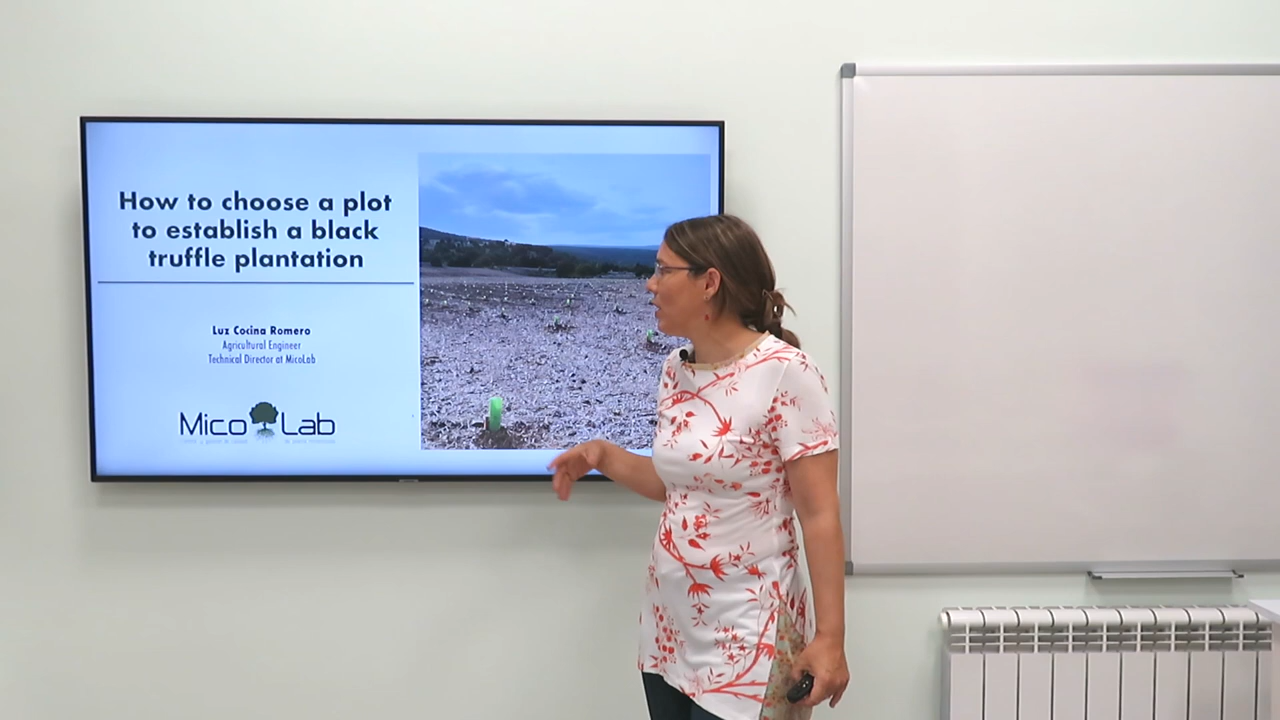 How to choose a plot
to establish a black
truffle plantation
Luz Cocina Romero
Agricultural Engineer
Technical Director at MicoLab
Mico Lab